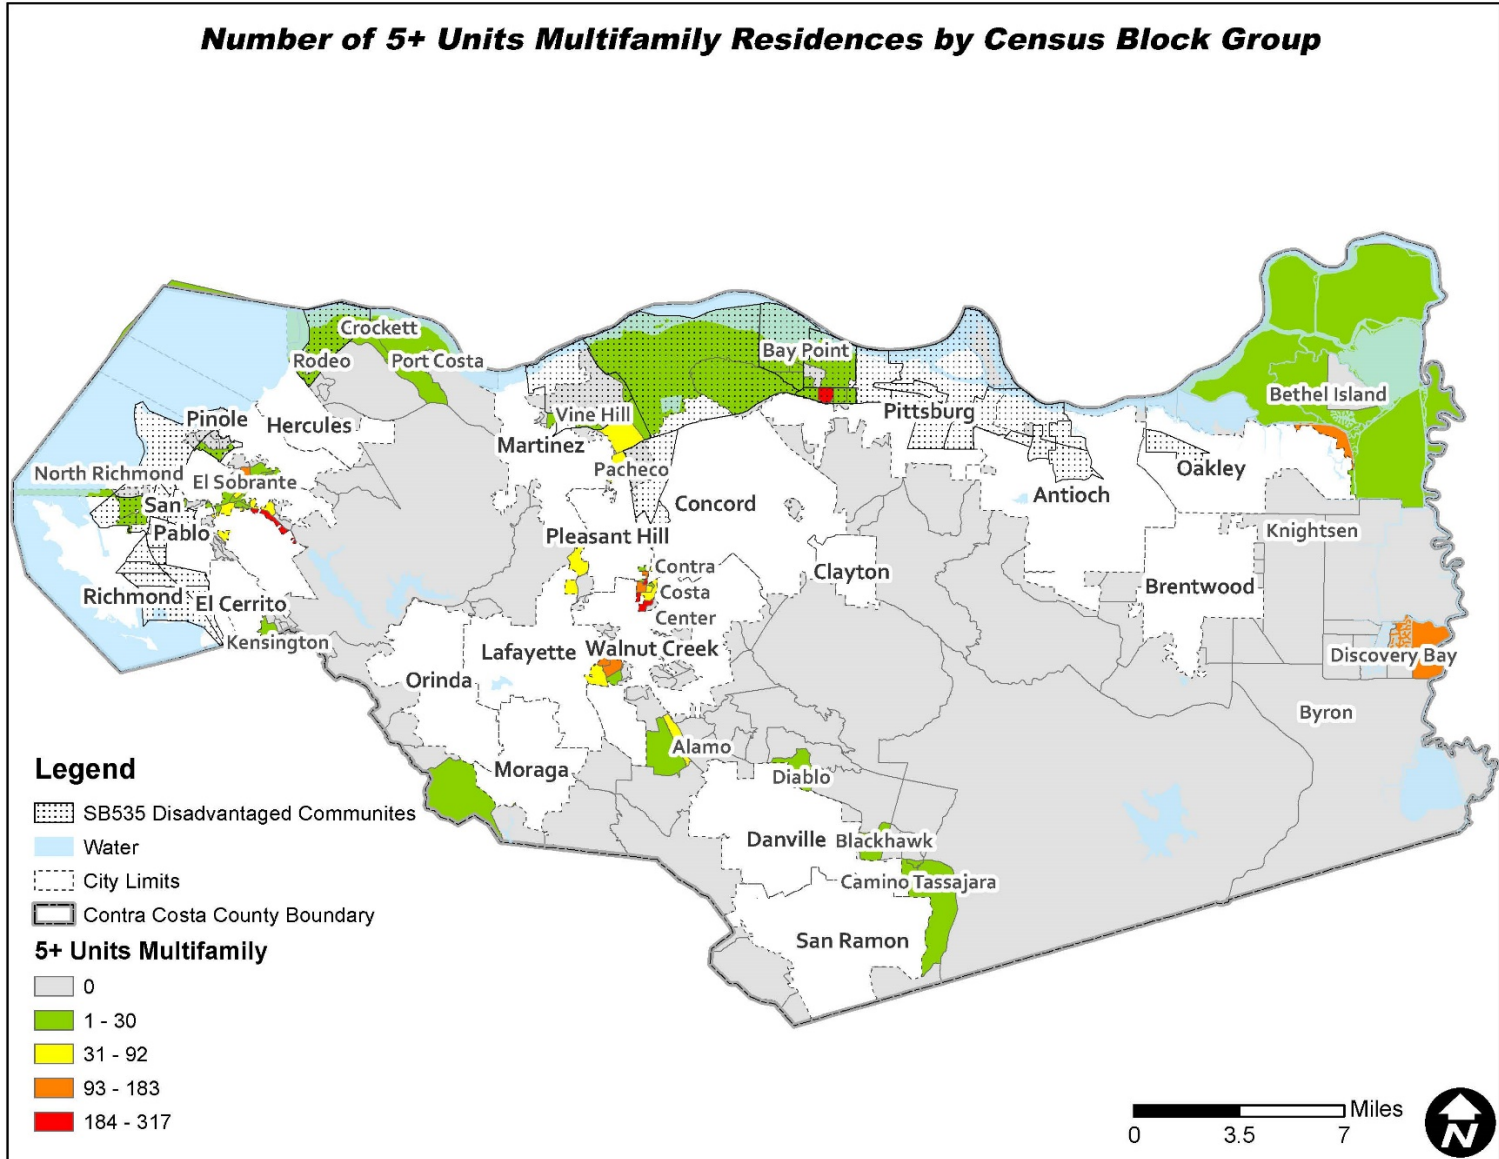 Number of 5+ Units Multifamily Residences by Census Block Group
Crockett
Rodeo
Port Costa
Bay Point
Bethel Island
Pinole
Hercules
Vine Hill
Martinez
Pittsburg
North Richmond
El Sobrante
Pacheco
Oakley
San
Pablo
Concord
Antioch
Pleasant Hill
Knightsen
Contra
Costa
Center
Clayton
Brentwood
Richmond
El Cerrito
Kensington
Lafayette
Walnut Creek
Discovery Bay
Orinda
Byron
Alamo
Moraga
Diablo
Danville
Blackhawk
Camino Tassajara
San Ramon
Legend
SB535 Disadvantaged Communites
Water
City Limits
Contra Costa County Boundary
5+ Units Multifamily
0
1 - 30
31 - 92
93 - 183
184 - 317
Miles
0 3.5 7
N